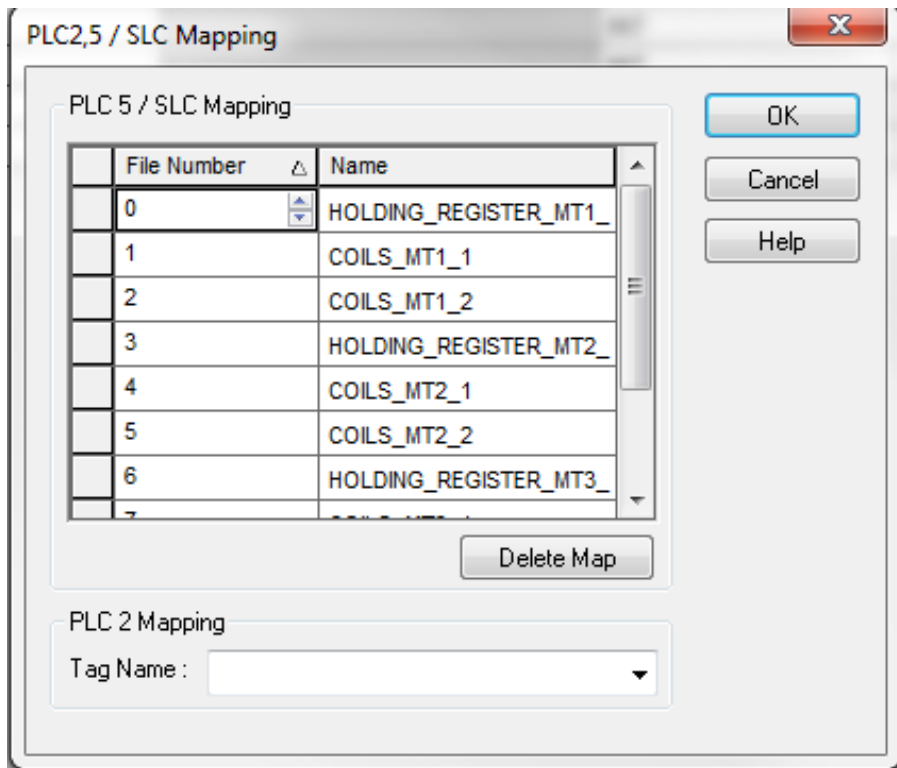 PLC2,5 / SLC Mapping
PLC 5 / SLC Mapping
File Number Name
0 HOLDING_REGISTER_MT1_
1 COILS_MT1_1
2 COILS_MT1_2
3 HOLDING_REGISTER_MT2_
4 COILS_MT2_1
5 COILS_MT2_2
6 HOLDING_REGISTER_MT3_
OK
Cancel
Help
Delete Map
PLC 2 Mapping
Tag Name :